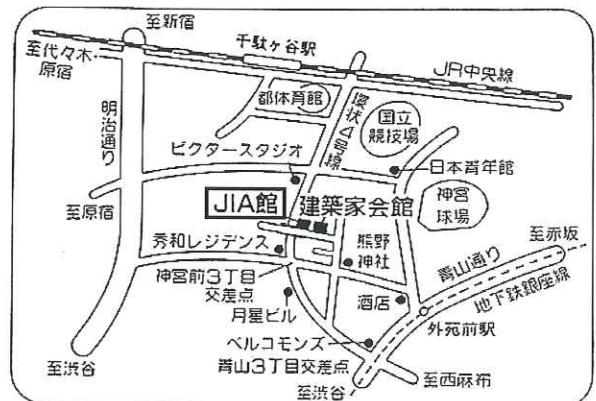 至新宿
千駄ヶ谷駅
至代々木・
原宿
JR中央線
都体育館
環状4号線
国立
競技場
明治通り
ビクタースタジオ
日本青年館
JIA館
建築家会館
神宮
球場
至原宿
秀和レジデンス
熊野
神社
至赤坂
青山通り
神宮前3丁目
交差点
酒店
地下鉄銀座線
月星ビル
外苑前駅
ベルコモンズ
青山3丁目交差点
至渋谷
至渋谷
至西麻布